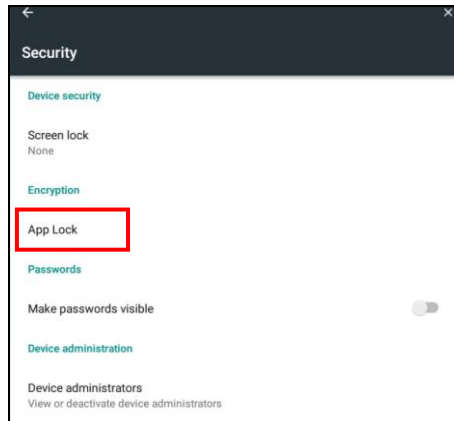 Security
Device security
Screen lock
None
Encryption
App Lock
Passwords
Make passwords visible
Device administration
Device administrators
View or deactivate device administrators